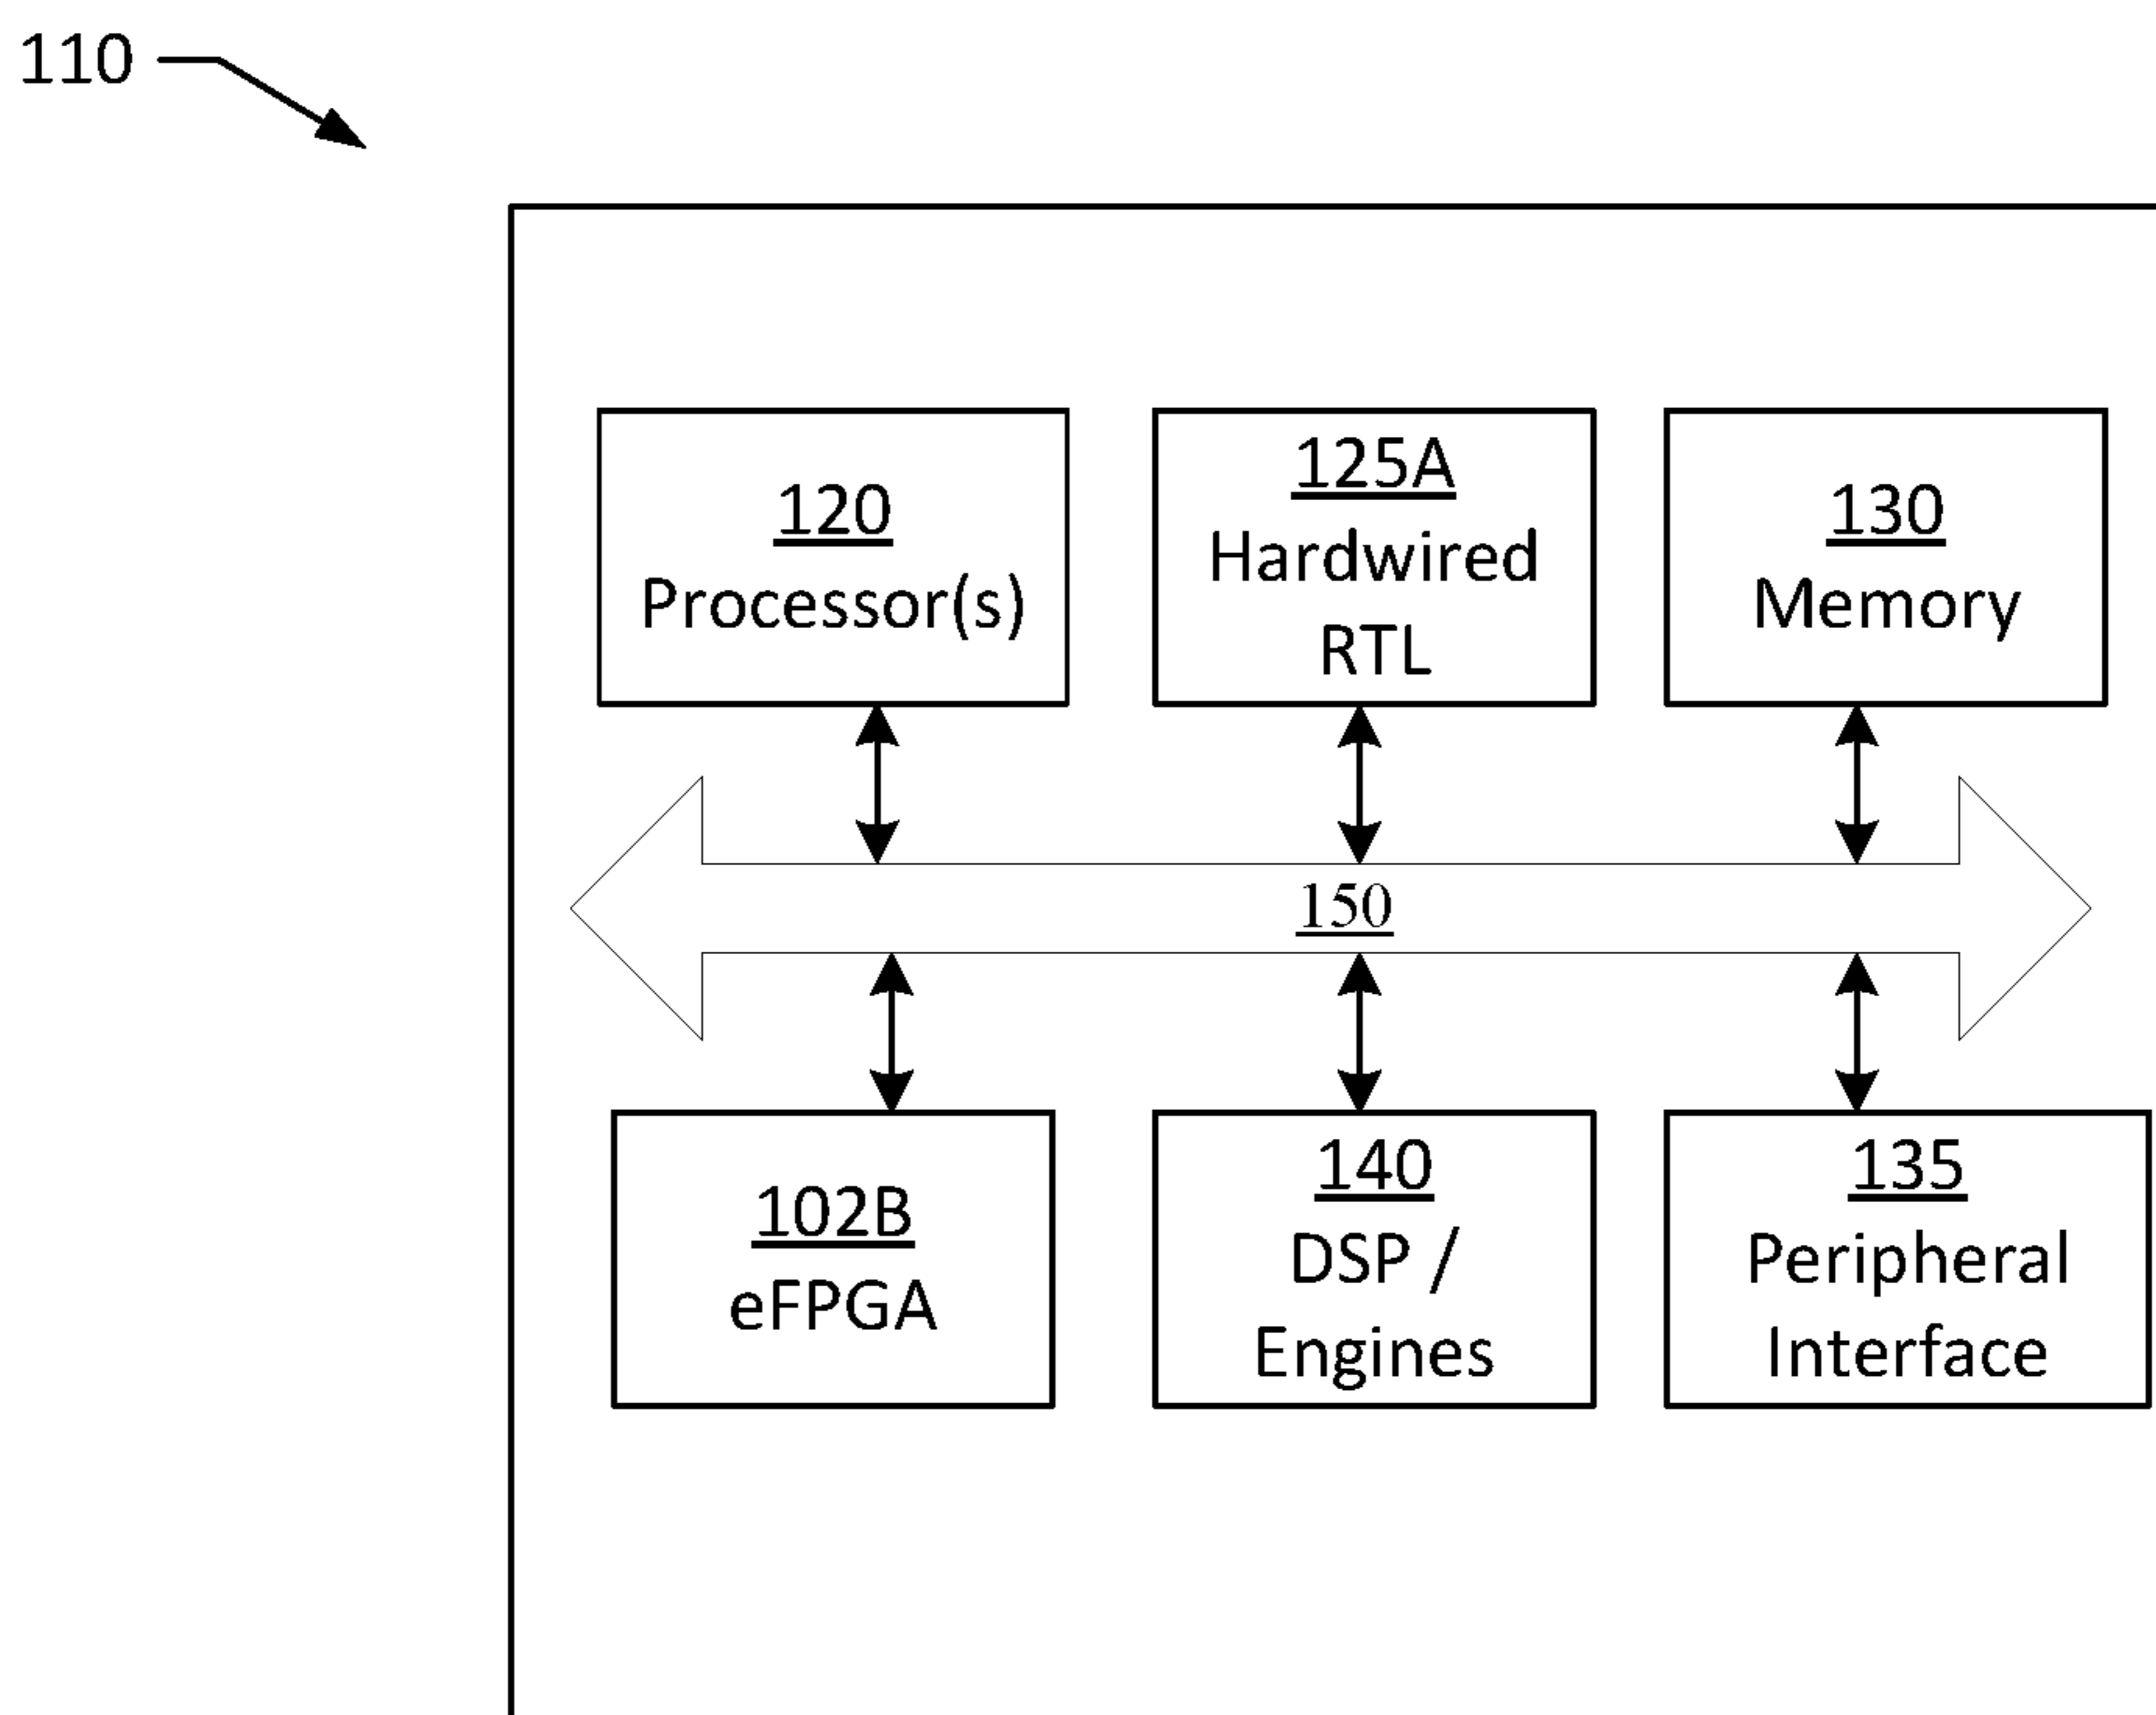 110
120
Processor(s)
125A
Hardwired
RTL
130
Memory
150
102B
eFPGA
140
DSP /
Engines
135
Peripheral
Interface